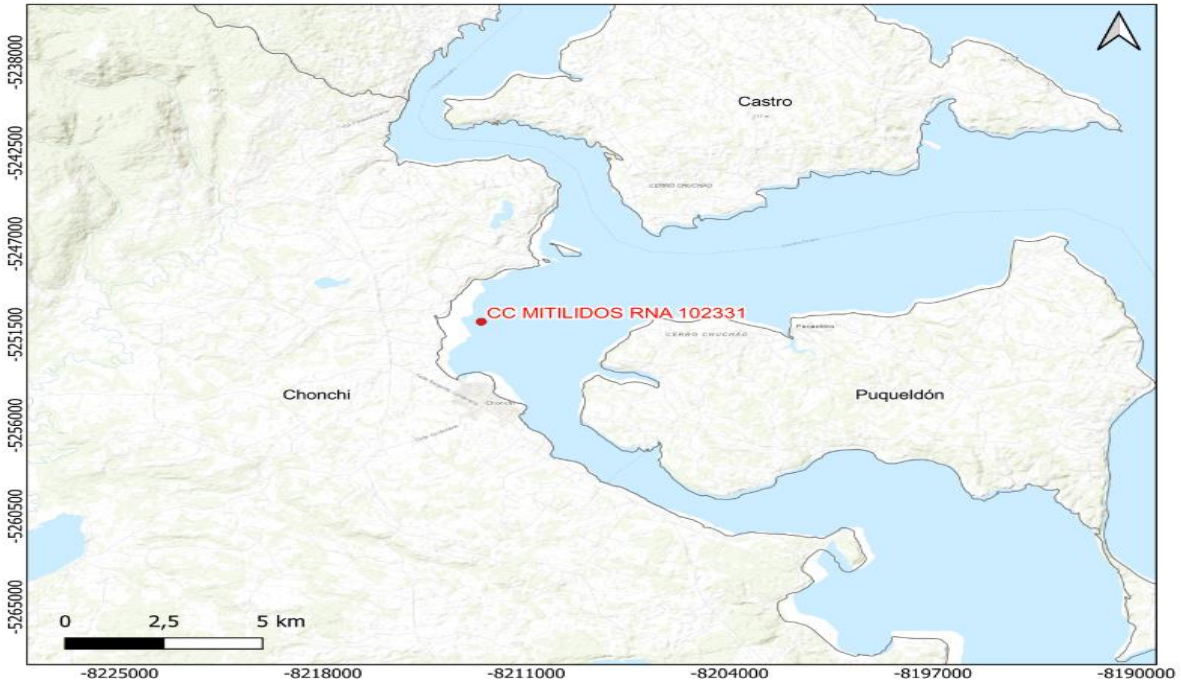 Castro
CERRO CHUCHAO
CC MITILIDOS RNA 102331
CERRO CHUCHAO
Chonchi
Puqueldón
Chonchi
-5238000
-5242500
-5247000
-5251500
-5256000
-5260500
-5265000
0 2,5 5 km
-8225000 -8218000 -8211000 -8204000 -8197000 -8190000